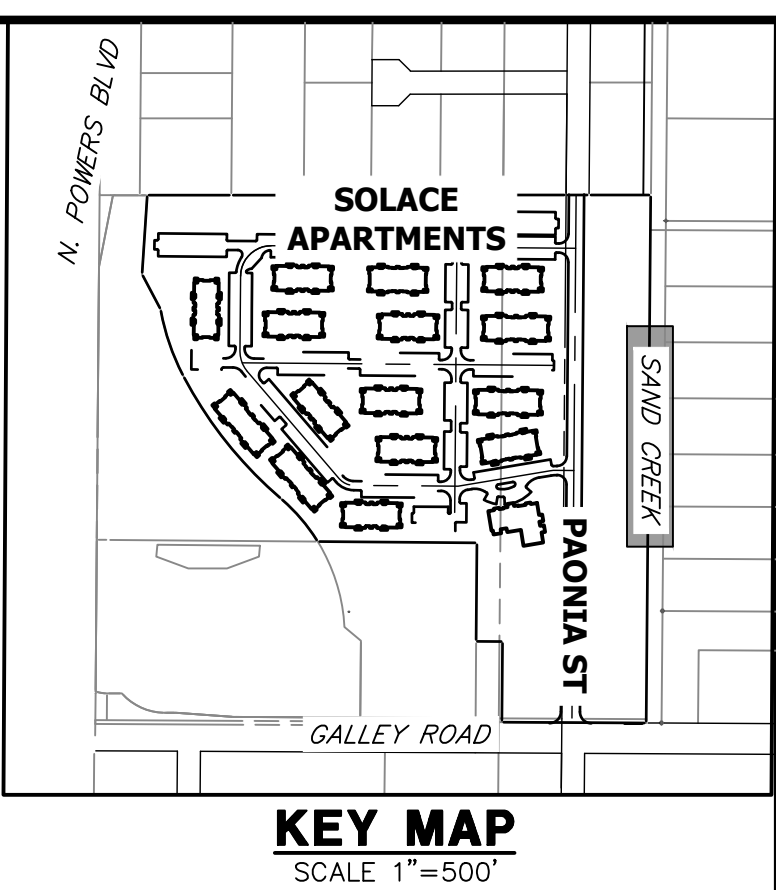 N. POWERS BLVD
SOLACE
APARTMENTS
SAND CREEK
PAONIA ST
GALLEY ROAD
KEY MAP
SCALE 1"=500'